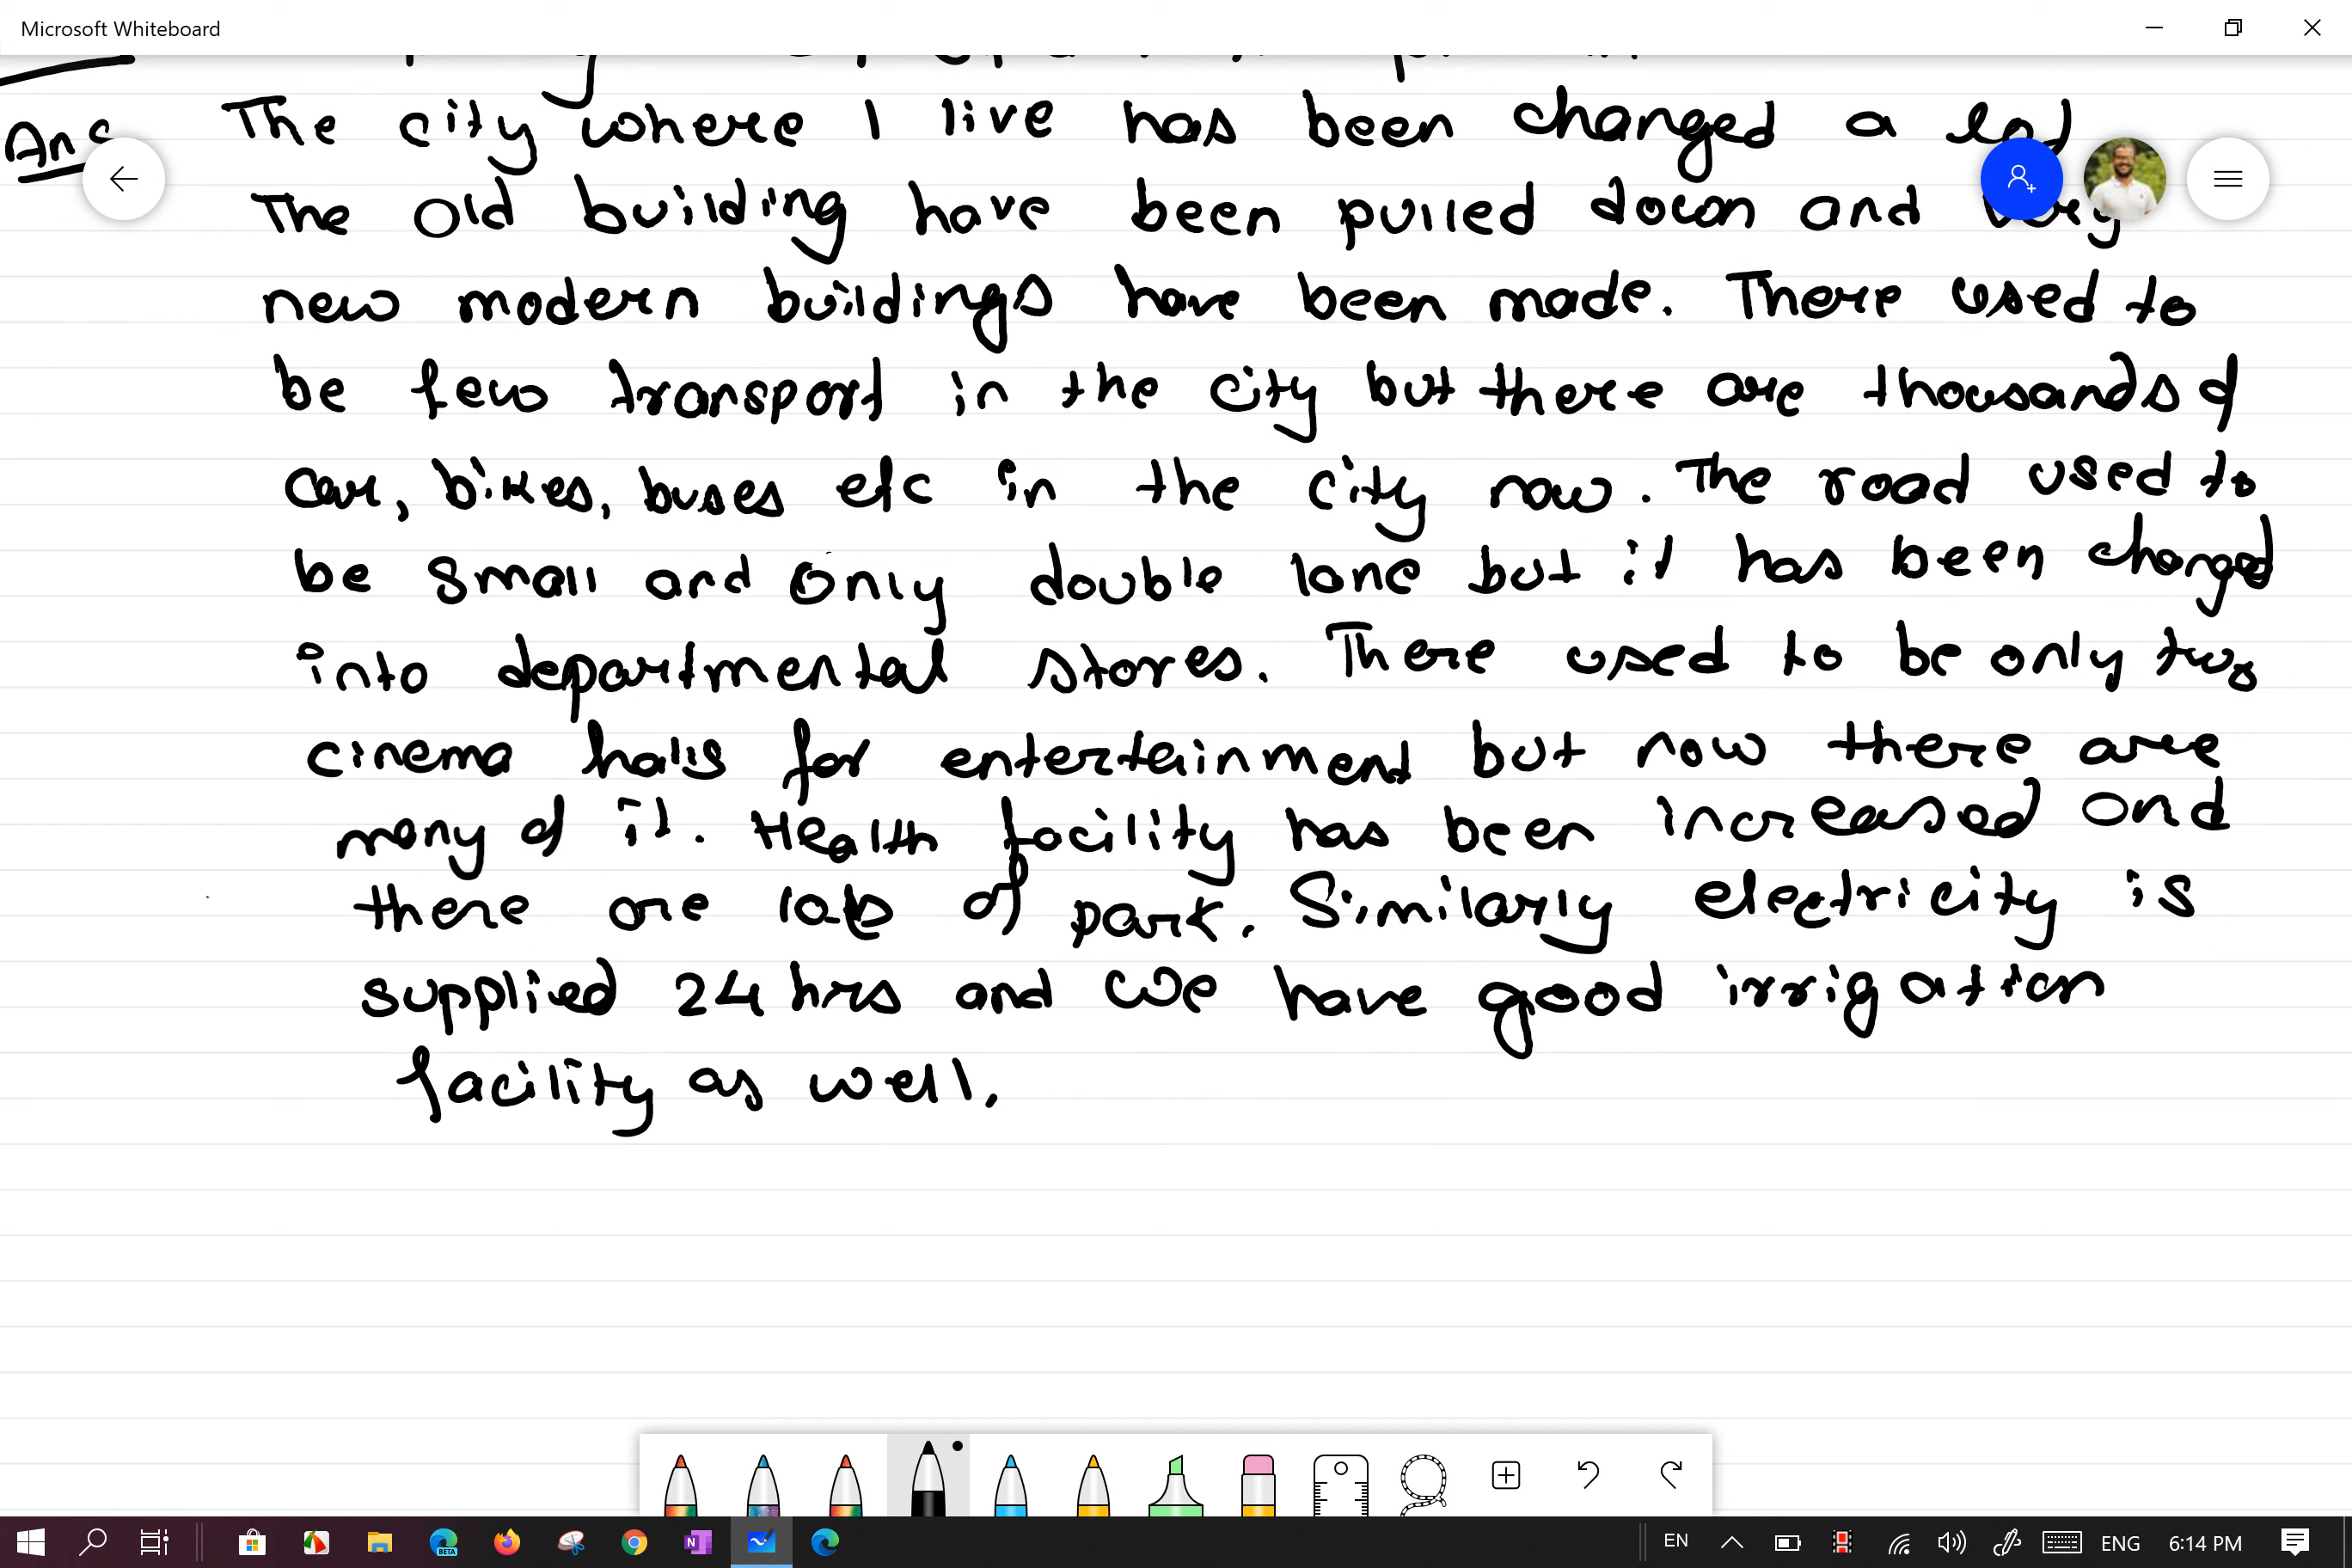 Microsoft Whiteboard
Ans The city where I live has been changed a lot
The old building have been pulled down and very
new modern buildings have been made. There used to
be few transport in the city but there are thousands of
car, bikes, buses etc in the city now. The road used to
be small and only double lane but it has been changed
into departmental stores. There used to be only two
cinema halls for entertainment but now there are
many of it. Health facility has been increased and
there are lots of park. Similarly electricity is
supplied 24 hrs and we have good irrigation
facility as well.
BETA
N
EN ENG 6:14 PM